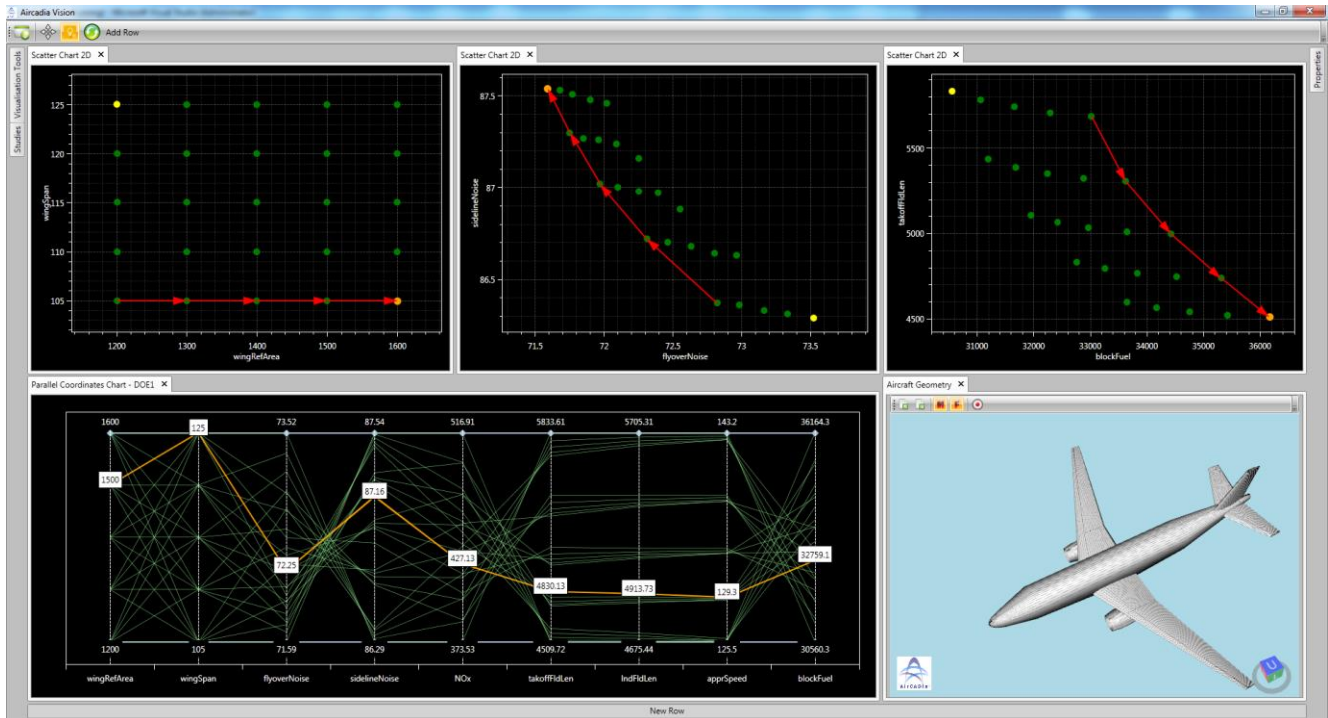 Aircadia Vision
Add Row
Studies
Visualisation Tools
Properties
Scatter Chart 2D
wingSpan
125
120
115
110
105
1200 1300 1400 1500 1600
wingRefArea
Scatter Chart 2D
sidelineNoise
87.5
87
86.5
71.5 72 72.5 73 73.5
flyoverNoise
Scatter Chart 2D
takoffFldLen
5500
5000
4500
31000 32000 33000 34000 35000 36000
blockFuel
Parallel Coordinates Chart - DOE1
1600 125 73.52 87.54 516.91 5833.61 5705.31 143.2 36164.3
1500
87.16
72.25
427.13
4830.13
4913.73
129.3
32759.1
1200 105 71.59 86.29 373.53 4509.72 4675.44 125.5 30560.3
wingRefArea wingSpan flyoverNoise sidelineNoise NOx takoffFldLen lndFldLen apprSpeed blockFuel
Aircraft Geometry
AirCADia
U
New Row